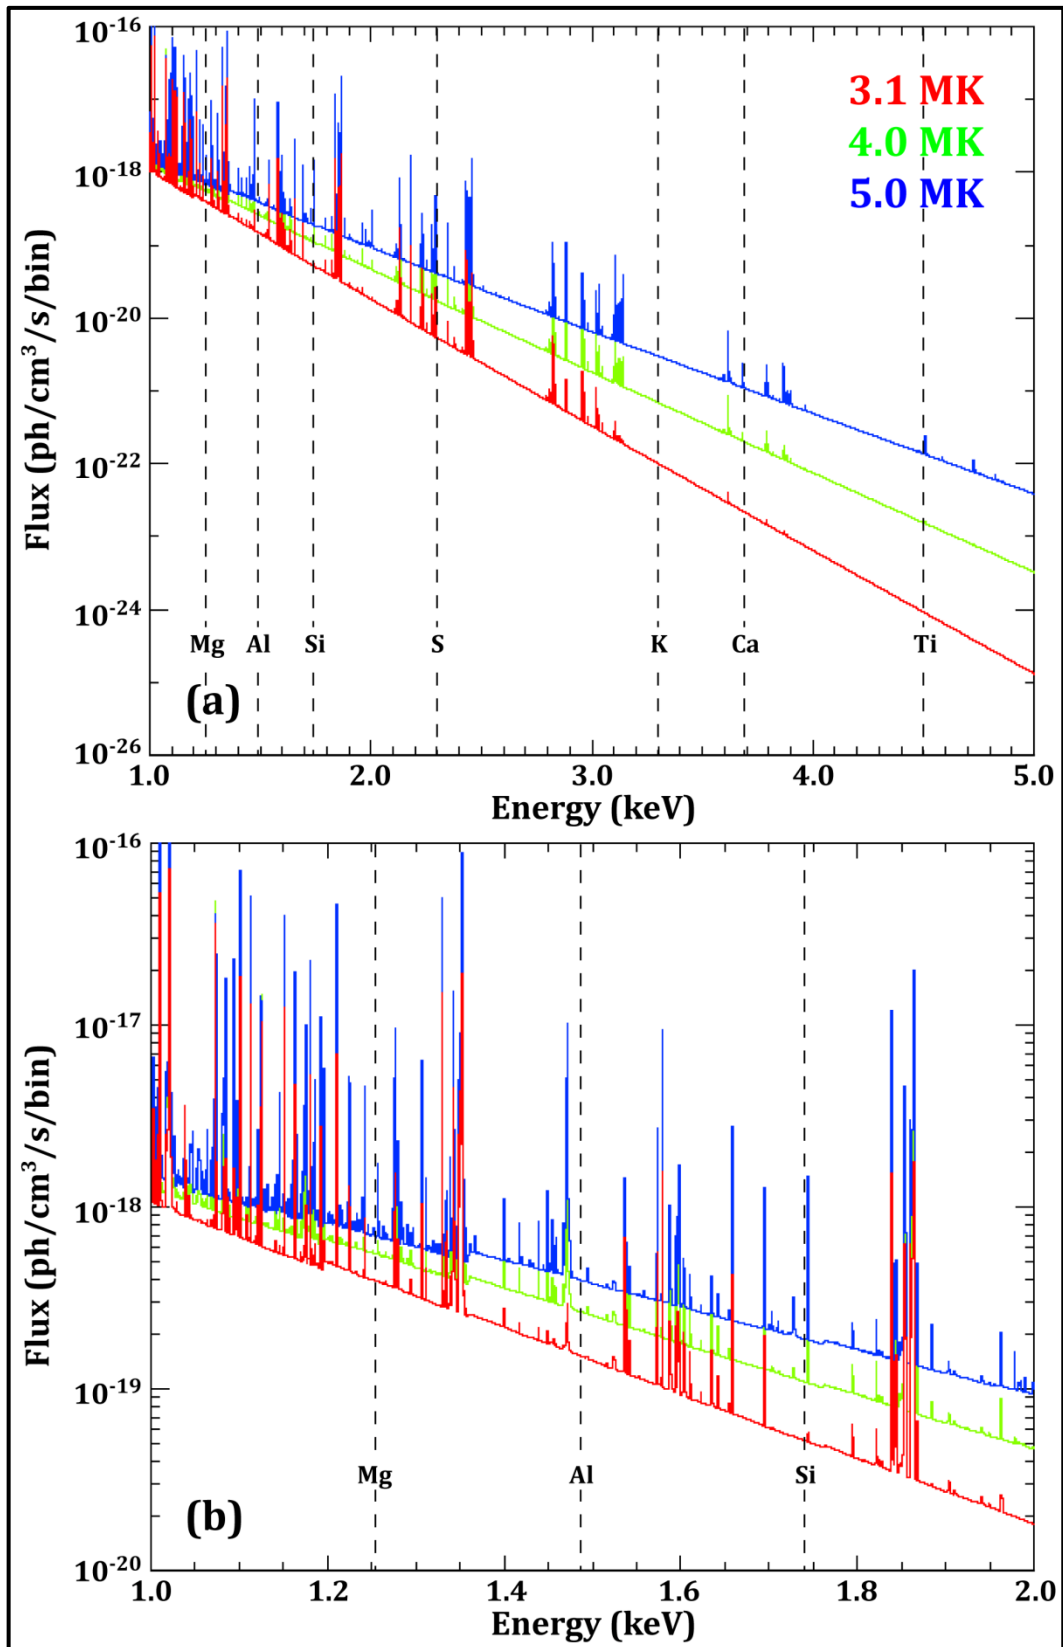 10⁻¹⁶
10⁻¹⁸
10⁻²⁰
10⁻²²
10⁻²⁴
10⁻²⁶
Flux (ph/cm³/s/bin)
3.1 MK
4.0 MK
5.0 MK
Mg Al Si S K Ca Ti
(a)
1.0 2.0 3.0 4.0 5.0
Energy (keV)
10⁻¹⁶
10⁻¹⁷
10⁻¹⁸
10⁻¹⁹
10⁻²⁰
Flux (ph/cm³/s/bin)
Mg Al Si
(b)
1.0 1.2 1.4 1.6 1.8 2.0
Energy (keV)